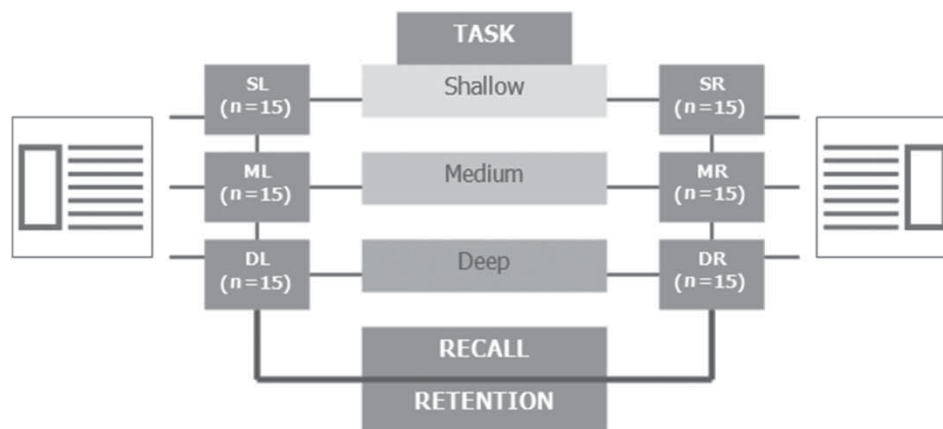 TASK
SL
(n=15)
Shallow
SR
(n=15)
ML
(n=15)
Medium
MR
(n=15)
DL
(n=15)
Deep
DR
(n=15)
RECALL
RETENTION